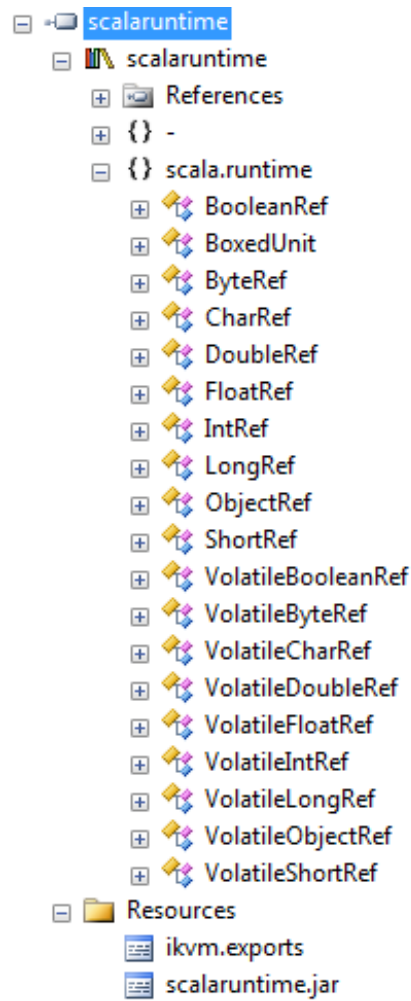 scalaruntime
scalaruntime
References
{} -
{} scala.runtime
BooleanRef
BoxedUnit
ByteRef
CharRef
DoubleRef
FloatRef
IntRef
LongRef
ObjectRef
ShortRef
VolatileBooleanRef
VolatileByteRef
VolatileCharRef
VolatileDoubleRef
VolatileFloatRef
VolatileIntRef
VolatileLongRef
VolatileObjectRef
VolatileShortRef
Resources
ikvm.exports
scalaruntime.jar